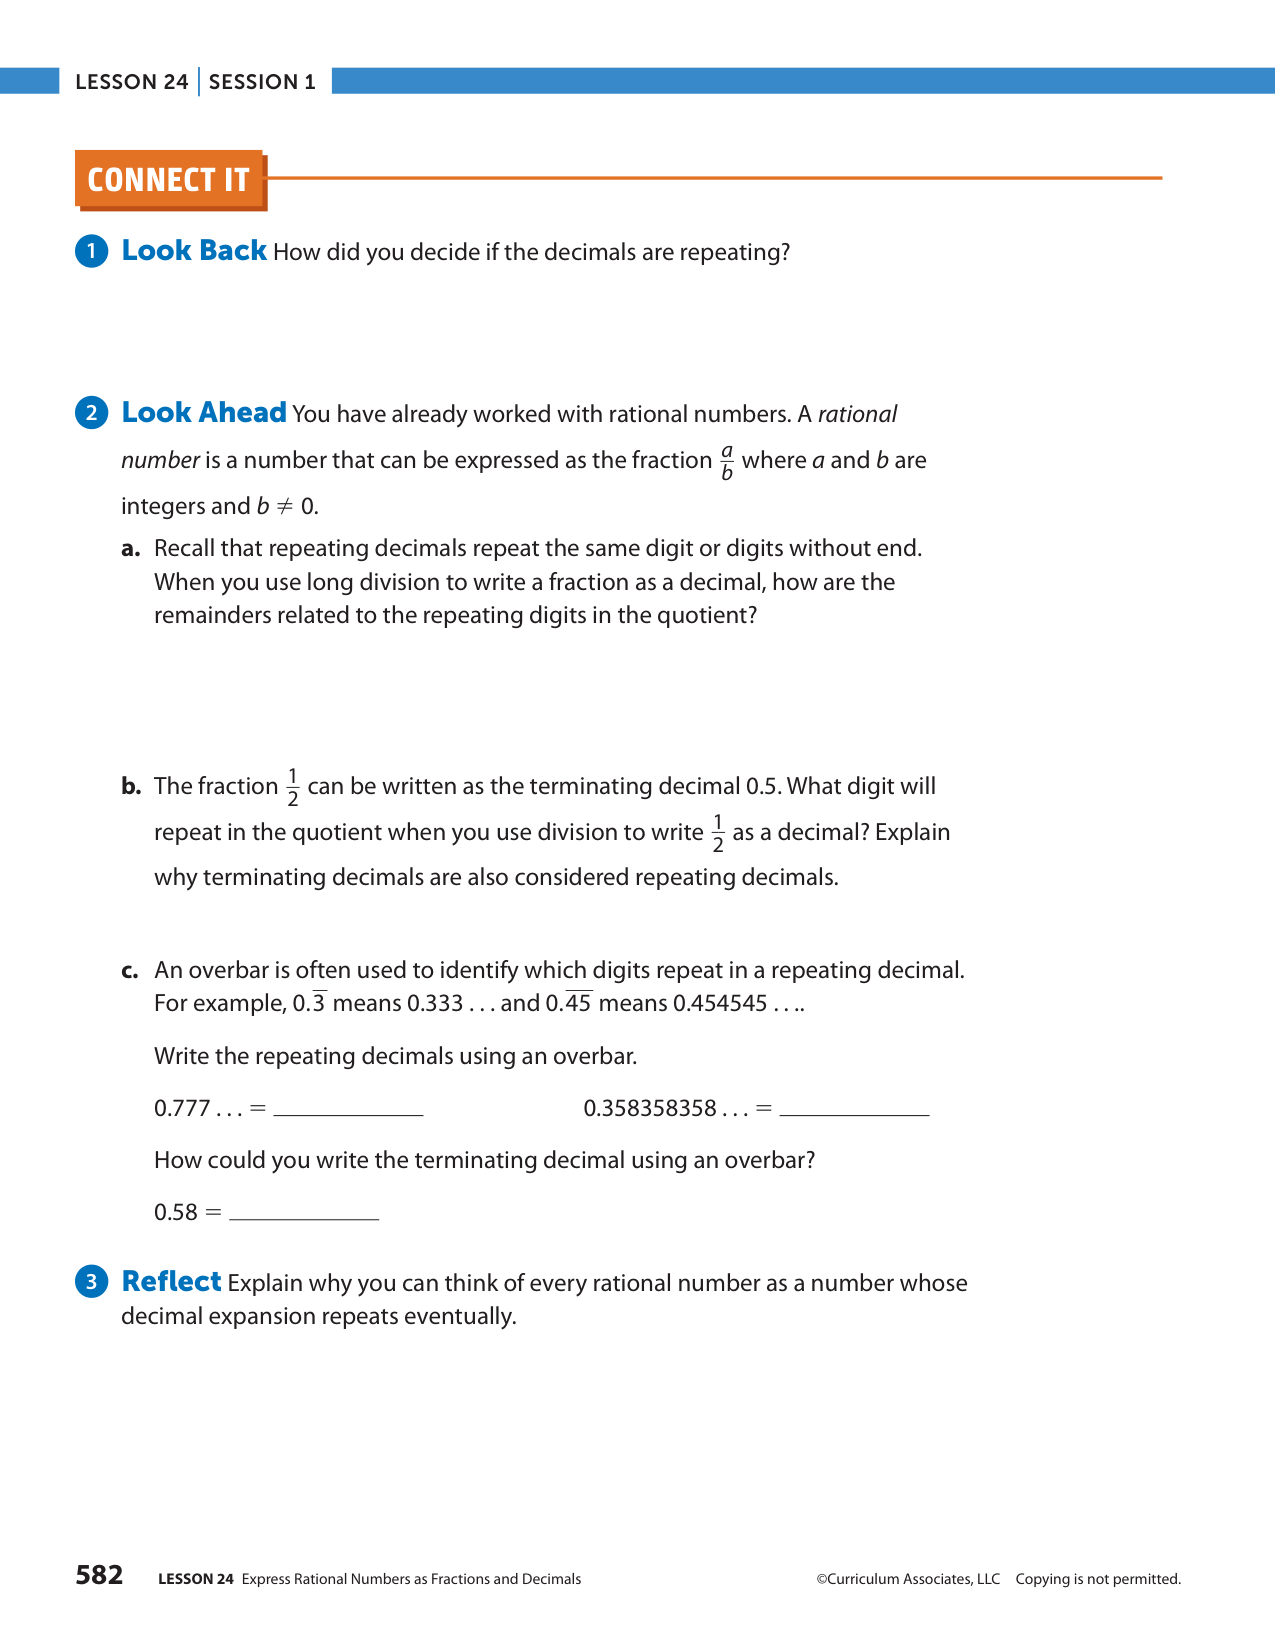 LESSON 24 | SESSION 1
CONNECT IT
1 Look Back How did you decide if the decimals are repeating?
2 Look Ahead You have already worked with rational numbers. A rational
number is a number that can be expressed as the fraction a/b where a and b are
integers and b ≠ 0.
a. Recall that repeating decimals repeat the same digit or digits without end.
When you use long division to write a fraction as a decimal, how are the
remainders related to the repeating digits in the quotient?
b. The fraction 1/2 can be written as the terminating decimal 0.5. What digit will
repeat in the quotient when you use division to write 1/2 as a decimal? Explain
why terminating decimals are also considered repeating decimals.
c. An overbar is often used to identify which digits repeat in a repeating decimal.
For example, 0.3̅ means 0.333 . . . and 0.4̅5̅ means 0.454545 . . ..
Write the repeating decimals using an overbar.
0.777 . . . = ____________ 0.358358358 . . . = ____________
How could you write the terminating decimal using an overbar?
0.58 = ____________
3 Reflect Explain why you can think of every rational number as a number whose
decimal expansion repeats eventually.
582 LESSON 24 Express Rational Numbers as Fractions and Decimals ©Curriculum Associates, LLC Copying is not permitted.